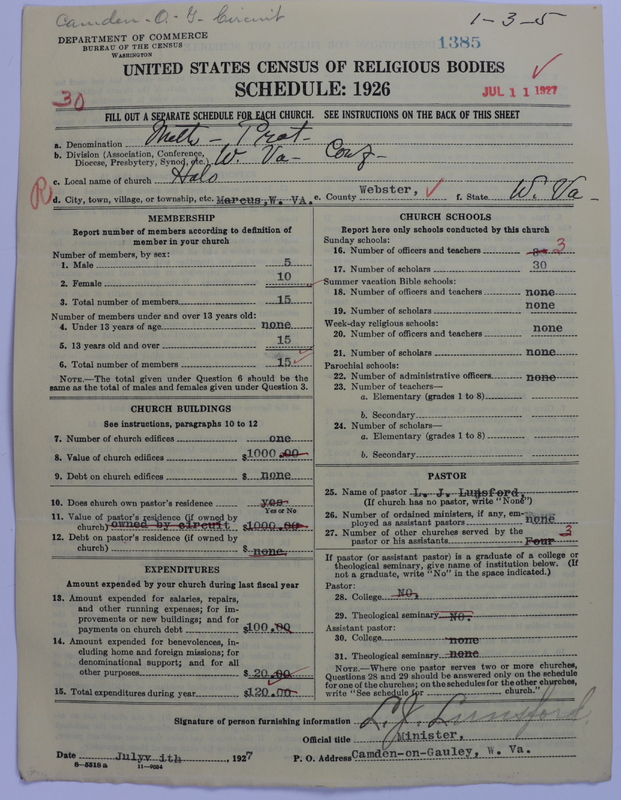 Camden-O-G-Circuit
1-3-5
DEPARTMENT OF COMMERCE
BUREAU OF THE CENSUS
WASHINGTON
1385
UNITED STATES CENSUS OF RELIGIOUS BODIES
SCHEDULE: 1926
JUL 11 1927
30
FILL OUT A SEPARATE SCHEDULE FOR EACH CHURCH. SEE INSTRUCTIONS ON THE BACK OF THIS SHEET
a. Denomination Meth- Prot-
b. Division (Association, Conference, Diocese, Presbytery, Synod, etc.) W. Va- Conf-
c. Local name of church Halo
R
d. City, town, village, or township, etc. Marcus, W. VA. e. County Webster, f. State W. Va-
MEMBERSHIP
Report number of members according to definition of
member in your church
Number of members, by sex:
1. Male 5
2. Female 10
3. Total number of members 15
Number of members under and over 13 years old:
4. Under 13 years of age none
5. 13 years old and over 15
6. Total number of members 15
NOTE.—The total given under Question 6 should be the
same as the total of males and females given under Question 3.
CHURCH BUILDINGS
See instructions, paragraphs 10 to 12
7. Number of church edifices one
8. Value of church edifices $1000.00
9. Debt on church edifices $ none
10. Does church own pastor's residence yes
Yes or No
11. Value of pastor's residence (if owned by
church) owned by circuit $1000.00
12. Debt on pastor's residence (if owned by
church) $ none
EXPENDITURES
Amount expended by your church during last fiscal year
13. Amount expended for salaries, repairs,
and other running expenses; for im-
provements or new buildings; and for
payments on church debt $100.00
14. Amount expended for benevolences, in-
cluding home and foreign missions; for
denominational support; and for all
other purposes $ 20.00
15. Total expenditures during year $120.00
CHURCH SCHOOLS
Report here only schools conducted by this church
Sunday schools:
16. Number of officers and teachers 3
17. Number of scholars 30
Summer vacation Bible schools:
18. Number of officers and teachers none
19. Number of scholars none
Week-day religious schools:
20. Number of officers and teachers none
21. Number of scholars none
Parochial schools:
22. Number of administrative officers none
23. Number of teachers—
a. Elementary (grades 1 to 8)
b. Secondary
24. Number of scholars—
a. Elementary (grades 1 to 8)
b. Secondary
PASTOR
25. Name of pastor L. J. Lunsford,
(If church has no pastor, write "None")
26. Number of ordained ministers, if any, em-
ployed as assistant pastors none
27. Number of other churches served by the
pastor or his assistants Four 3
If pastor (or assistant pastor) is a graduate of a college or
theological seminary, give name of institution below. (If
not a graduate, write "No" in the space indicated.)
Pastor:
28. College NO.
29. Theological seminary NO.
Assistant pastor:
30. College none
31. Theological seminary none
NOTE.—Where one pastor serves two or more churches,
Questions 28 and 29 should be answered only on the schedule
for one of the churches; on the schedules for the other churches,
write "See schedule for church."
Signature of person furnishing information L. J. Lunsford
Official title Minister,
Date Julyv 4th, 1927 P. O. Address Camden-on-Gauley, W. Va.
8-5518a 11-9554